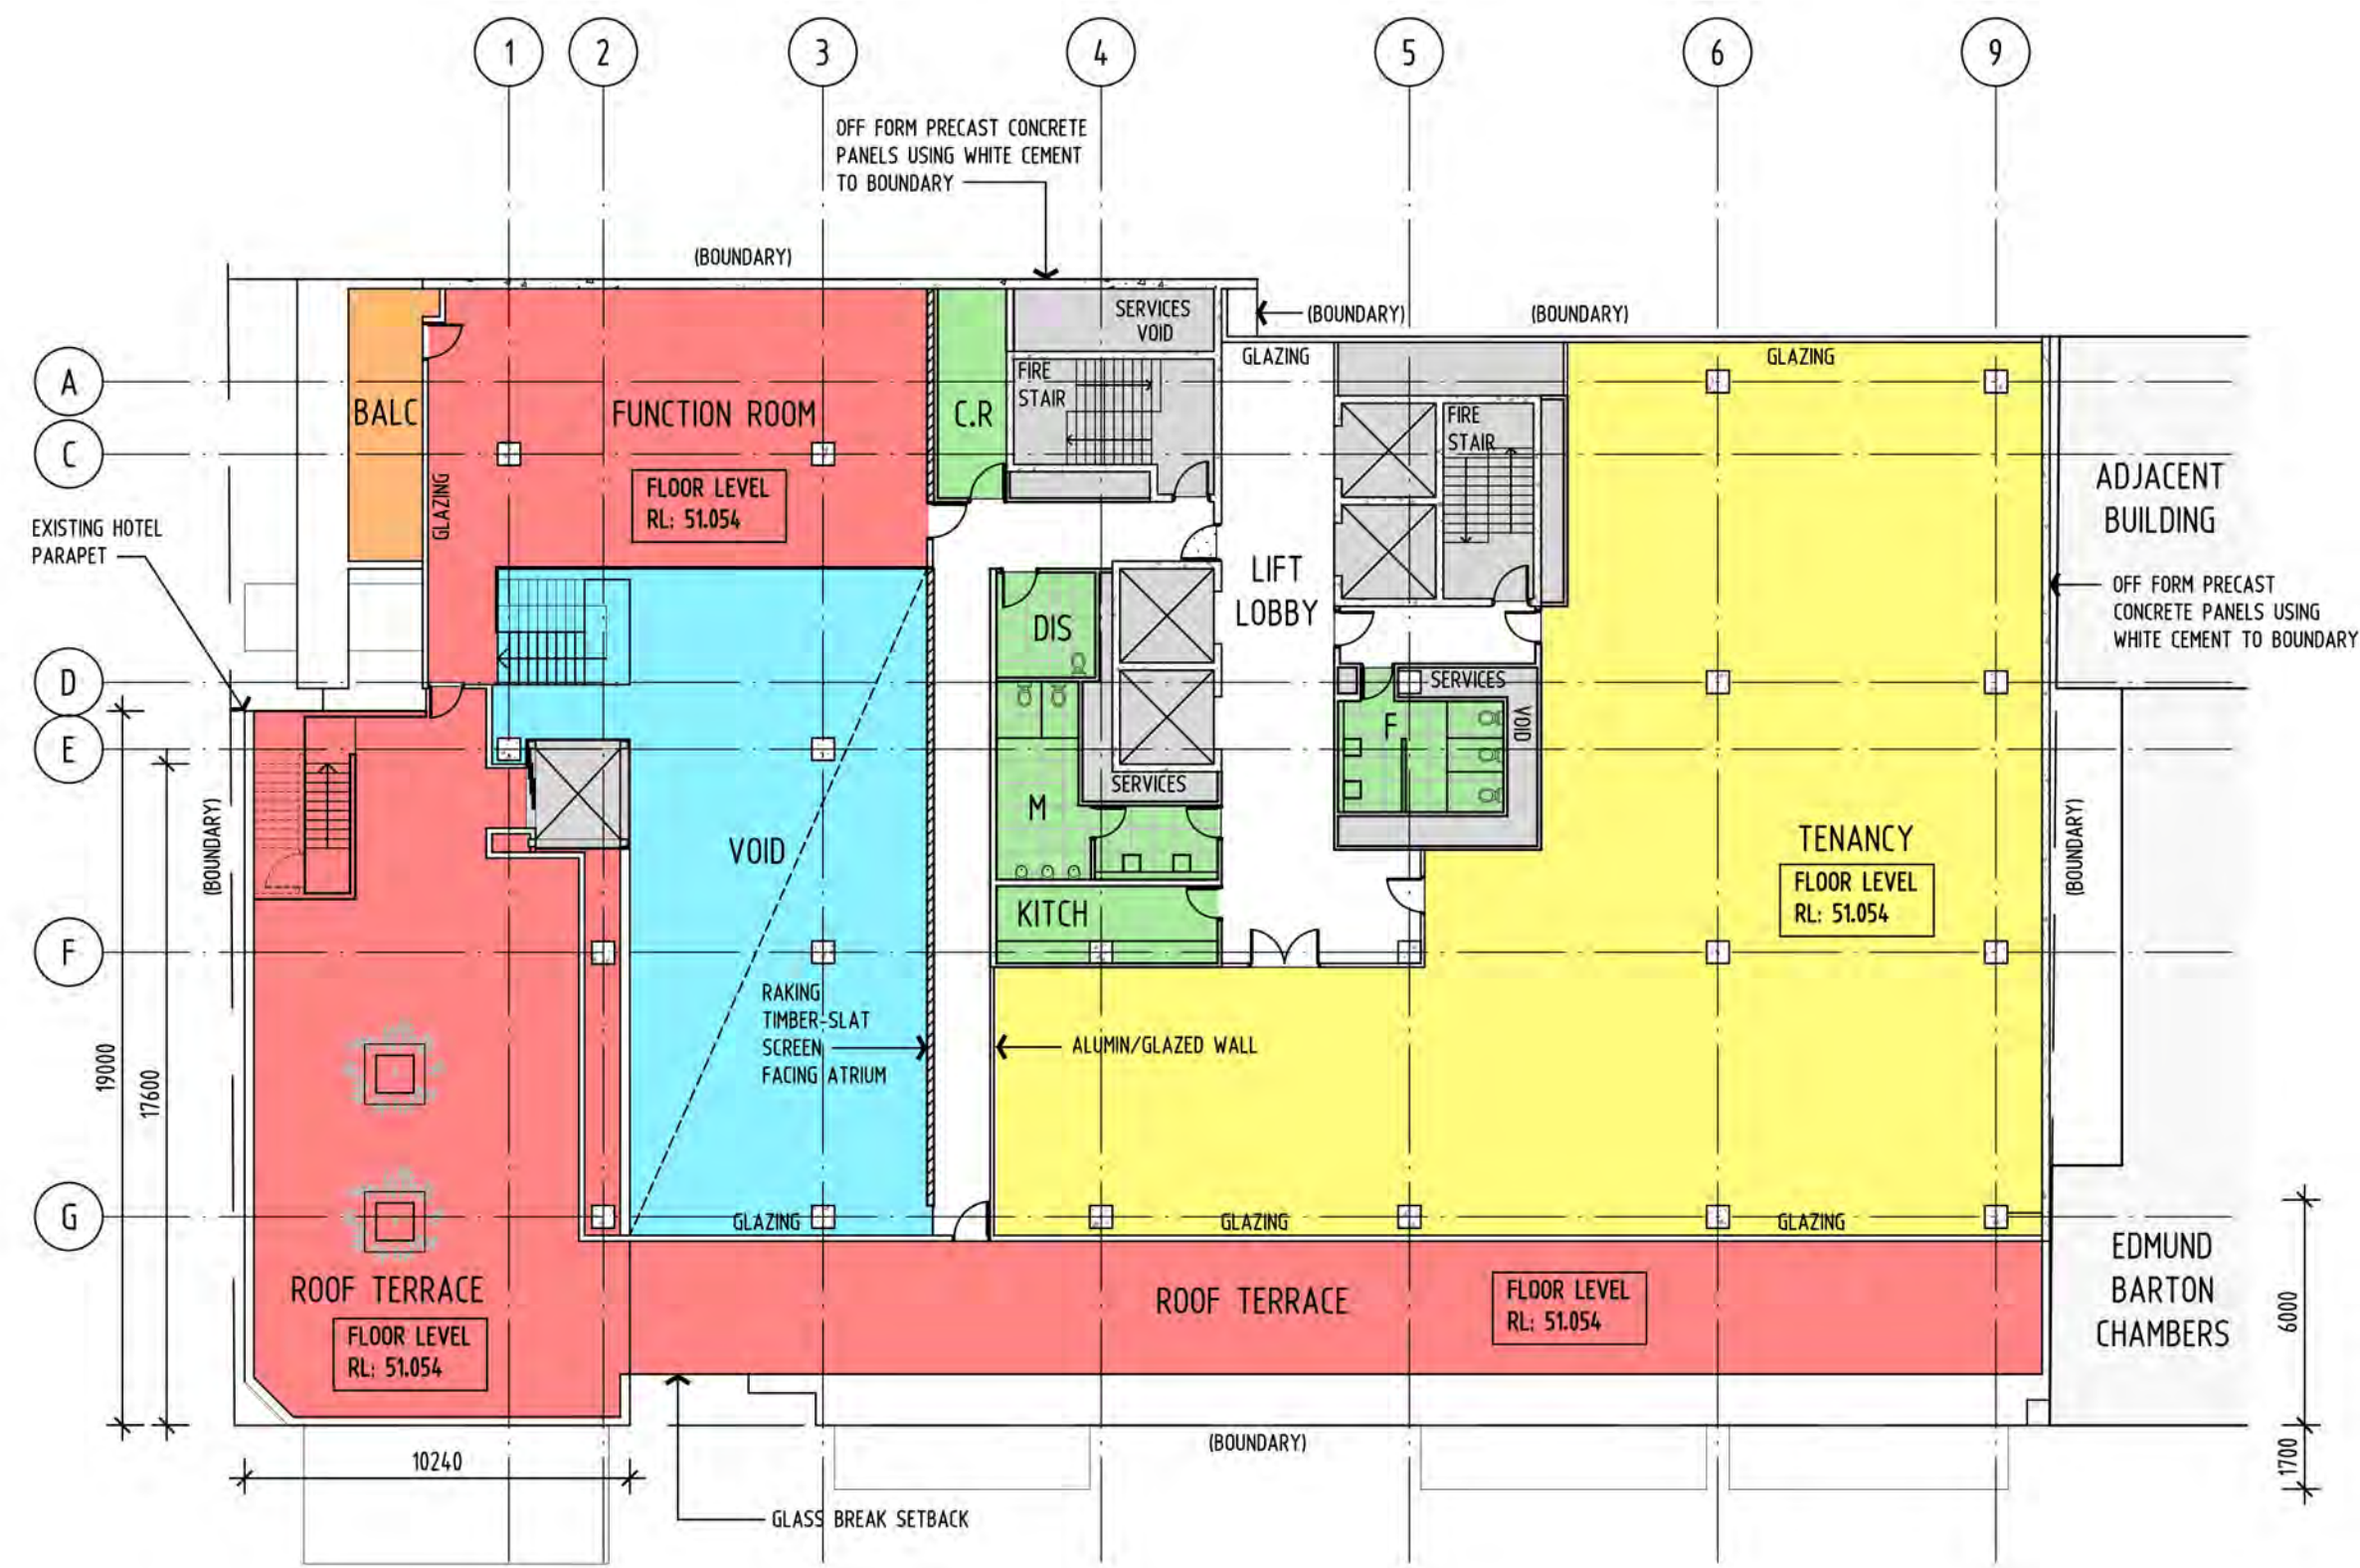 1
2
3
4
5
6
9
OFF FORM PRECAST CONCRETE
PANELS USING WHITE CEMENT
TO BOUNDARY
(BOUNDARY)
SERVICES
VOID
(BOUNDARY)
(BOUNDARY)
GLAZING
GLAZING
A
FIRE
STAIR
BALC
FUNCTION ROOM
C.R
FIRE
STAIR
C
FLOOR LEVEL
RL: 51.054
GLAZING
ADJACENT
BUILDING
EXISTING HOTEL
PARAPET
LIFT
LOBBY
OFF FORM PRECAST
CONCRETE PANELS USING
WHITE CEMENT TO BOUNDARY
DIS
D
SERVICES
VOID
F
E
SERVICES
M
(BOUNDARY)
VOID
TENANCY
FLOOR LEVEL
RL: 51.054
(BOUNDARY)
KITCH
F
RAKING
TIMBER-SLAT
SCREEN
FACING ATRIUM
ALUMIN/GLAZED WALL
19000
17600
G
GLAZING
GLAZING
GLAZING
ROOF TERRACE
FLOOR LEVEL
RL: 51.054
ROOF TERRACE
FLOOR LEVEL
RL: 51.054
EDMUND
BARTON
CHAMBERS
6000
1700
(BOUNDARY)
10240
GLASS BREAK SETBACK